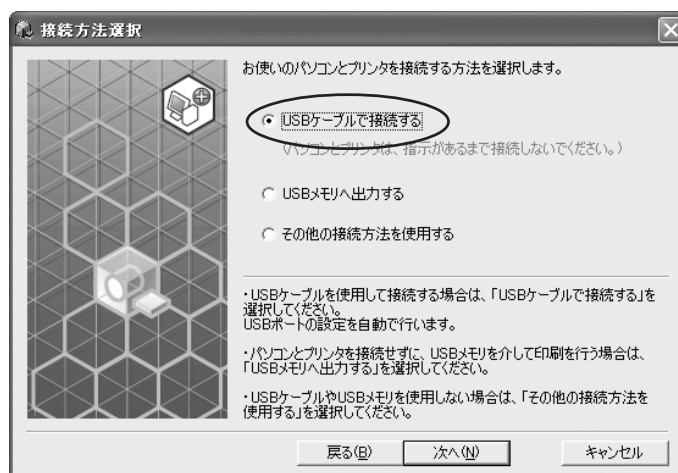 接続方法選択
お使いのパソコンとプリンタを接続する方法を選択します。
USBケーブルで接続する
(パソコンとプリンタは、指示があるまで接続しないでください。)
USBメモリへ出力する
その他の接続方法を使用する
・USBケーブルを使用して接続する場合は、「USBケーブルで接続する」を
選択してください。
USBポートの設定を自動で行います。
・パソコンとプリンタを接続せずに、USBメモリを介して印刷を行う場合は、
「USBメモリへ出力する」を選択してください。
・USBケーブルやUSBメモリを使用しない場合は、「その他の接続方法を
使用する」を選択してください。
戻る(B) 次へ(N) キャンセル